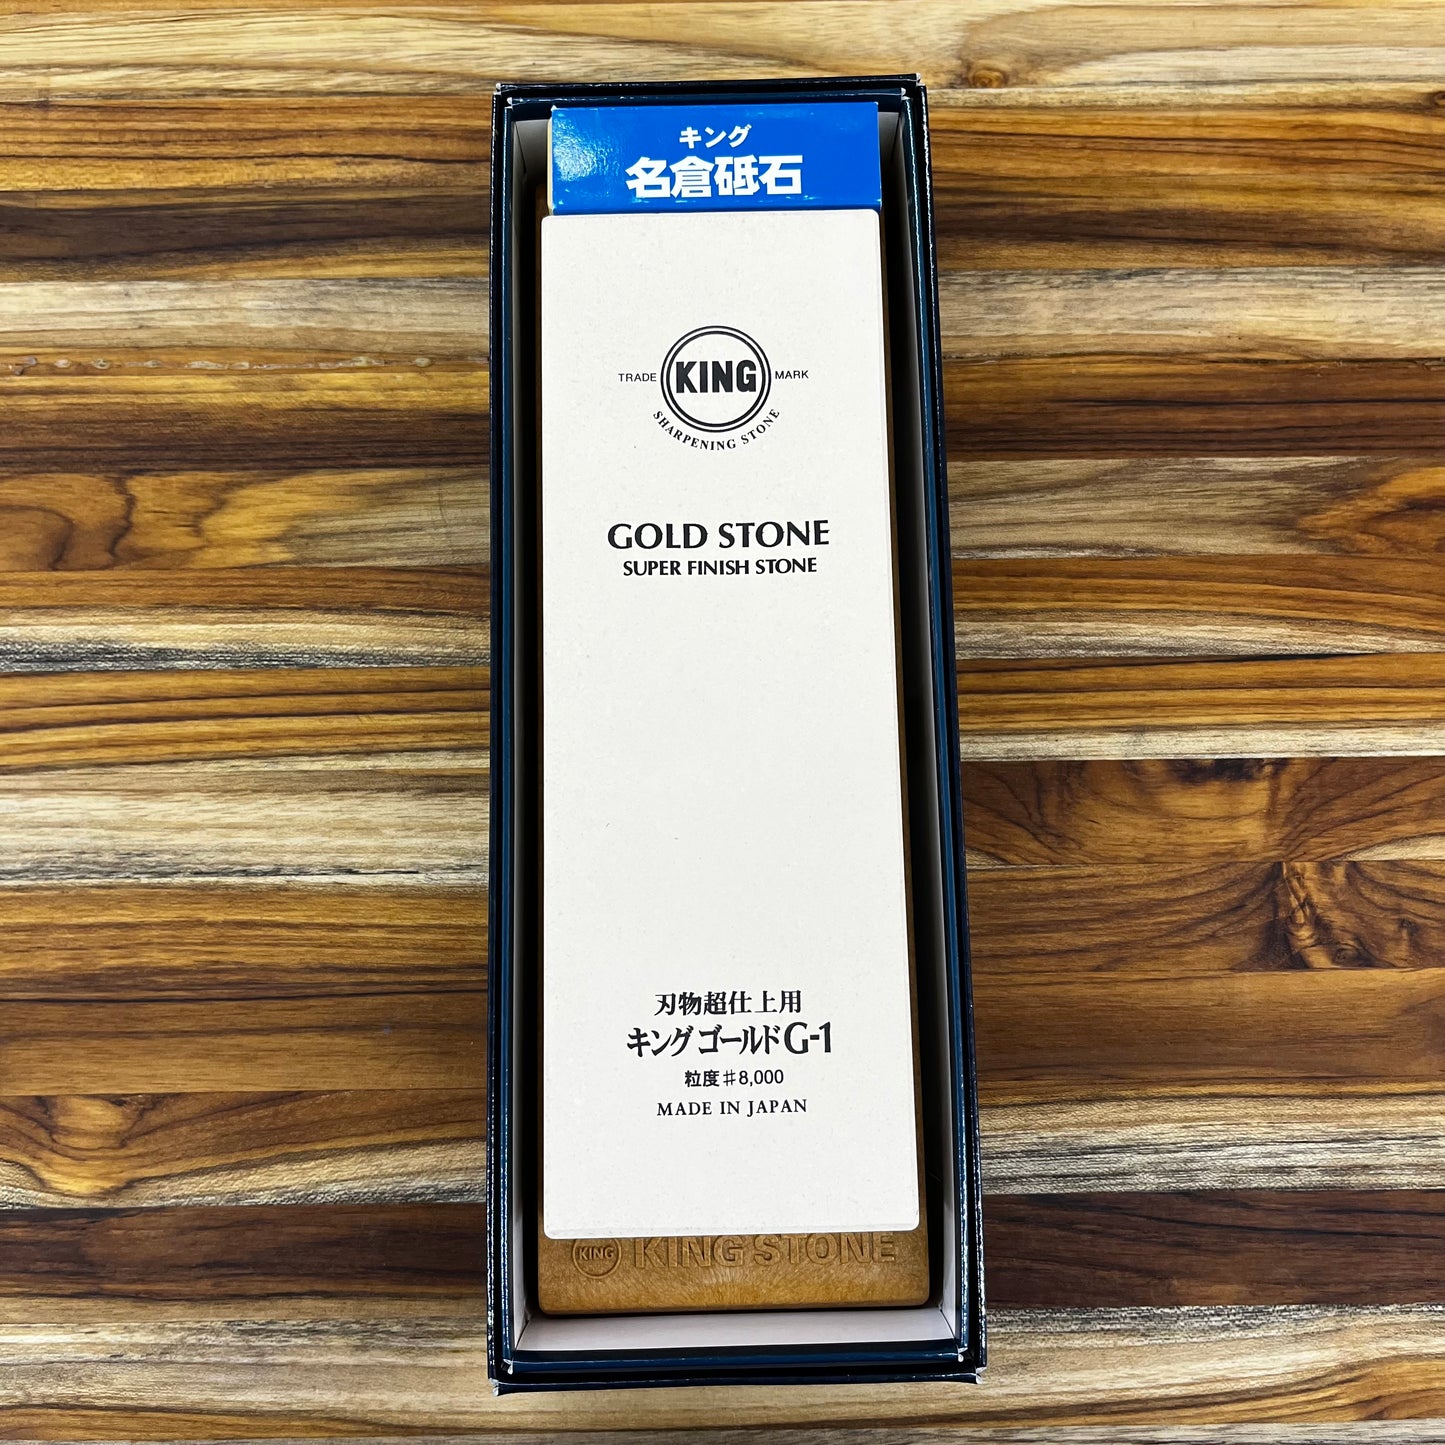 キング
名倉砥石
TRADE KING MARK
SHARPENING STONE
GOLD STONE
SUPER FINISH STONE
刃物超仕上用
キングゴールドG-1
粒度#8,000
MADE IN JAPAN
KING KING STONE